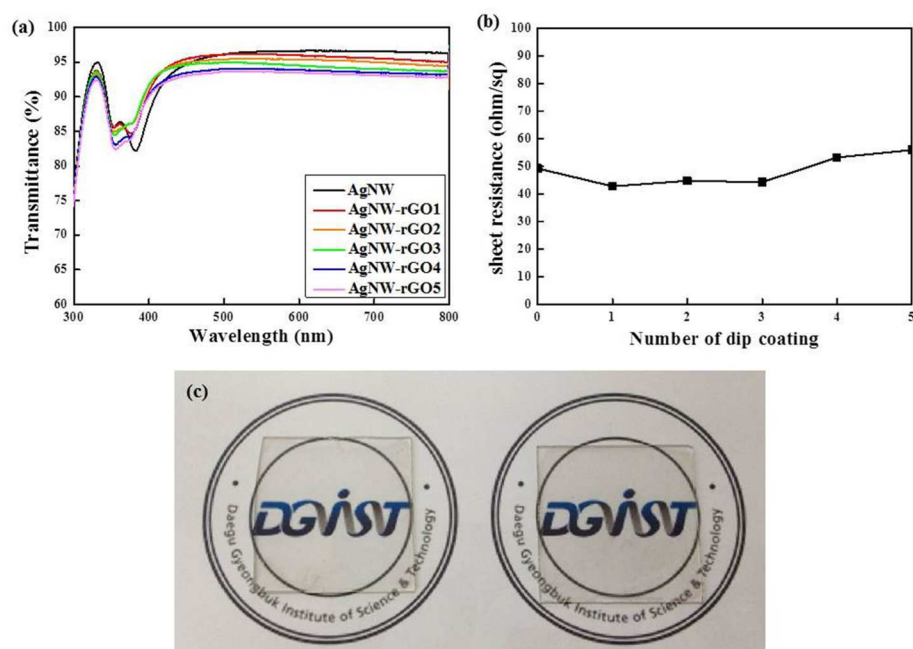 (a)
100
95
90
85
80
75
70
65
60
300
400
500
600
700
800
Transmittance (%)
Wavelength (nm)
AgNW
AgNW-rGO1
AgNW-rGO2
AgNW-rGO3
AgNW-rGO4
AgNW-rGO5
(b)
100
90
80
70
60
50
40
30
20
10
0
0
1
2
3
4
5
sheet resistance (ohm/sq)
Number of dip coating
(c)
DGIST
Daegu Gyeongbuk Institute of Science & Technology
DGIST
Daegu Gyeongbuk Institute of Science & Technology